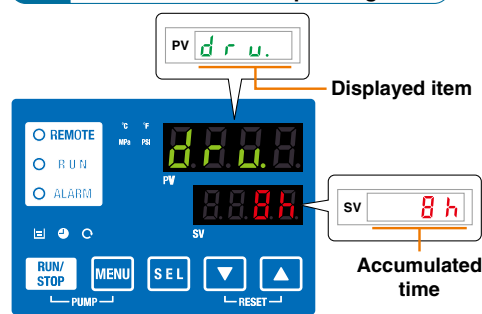 PV dru.
Displayed item
REMOTE
RUN
ALARM
°C °F
MPa PSI
dru.
PV
8h
SV
SV 8h
Accumulated
time
RUN/
STOP
MENU
SEL
PUMP
RESET